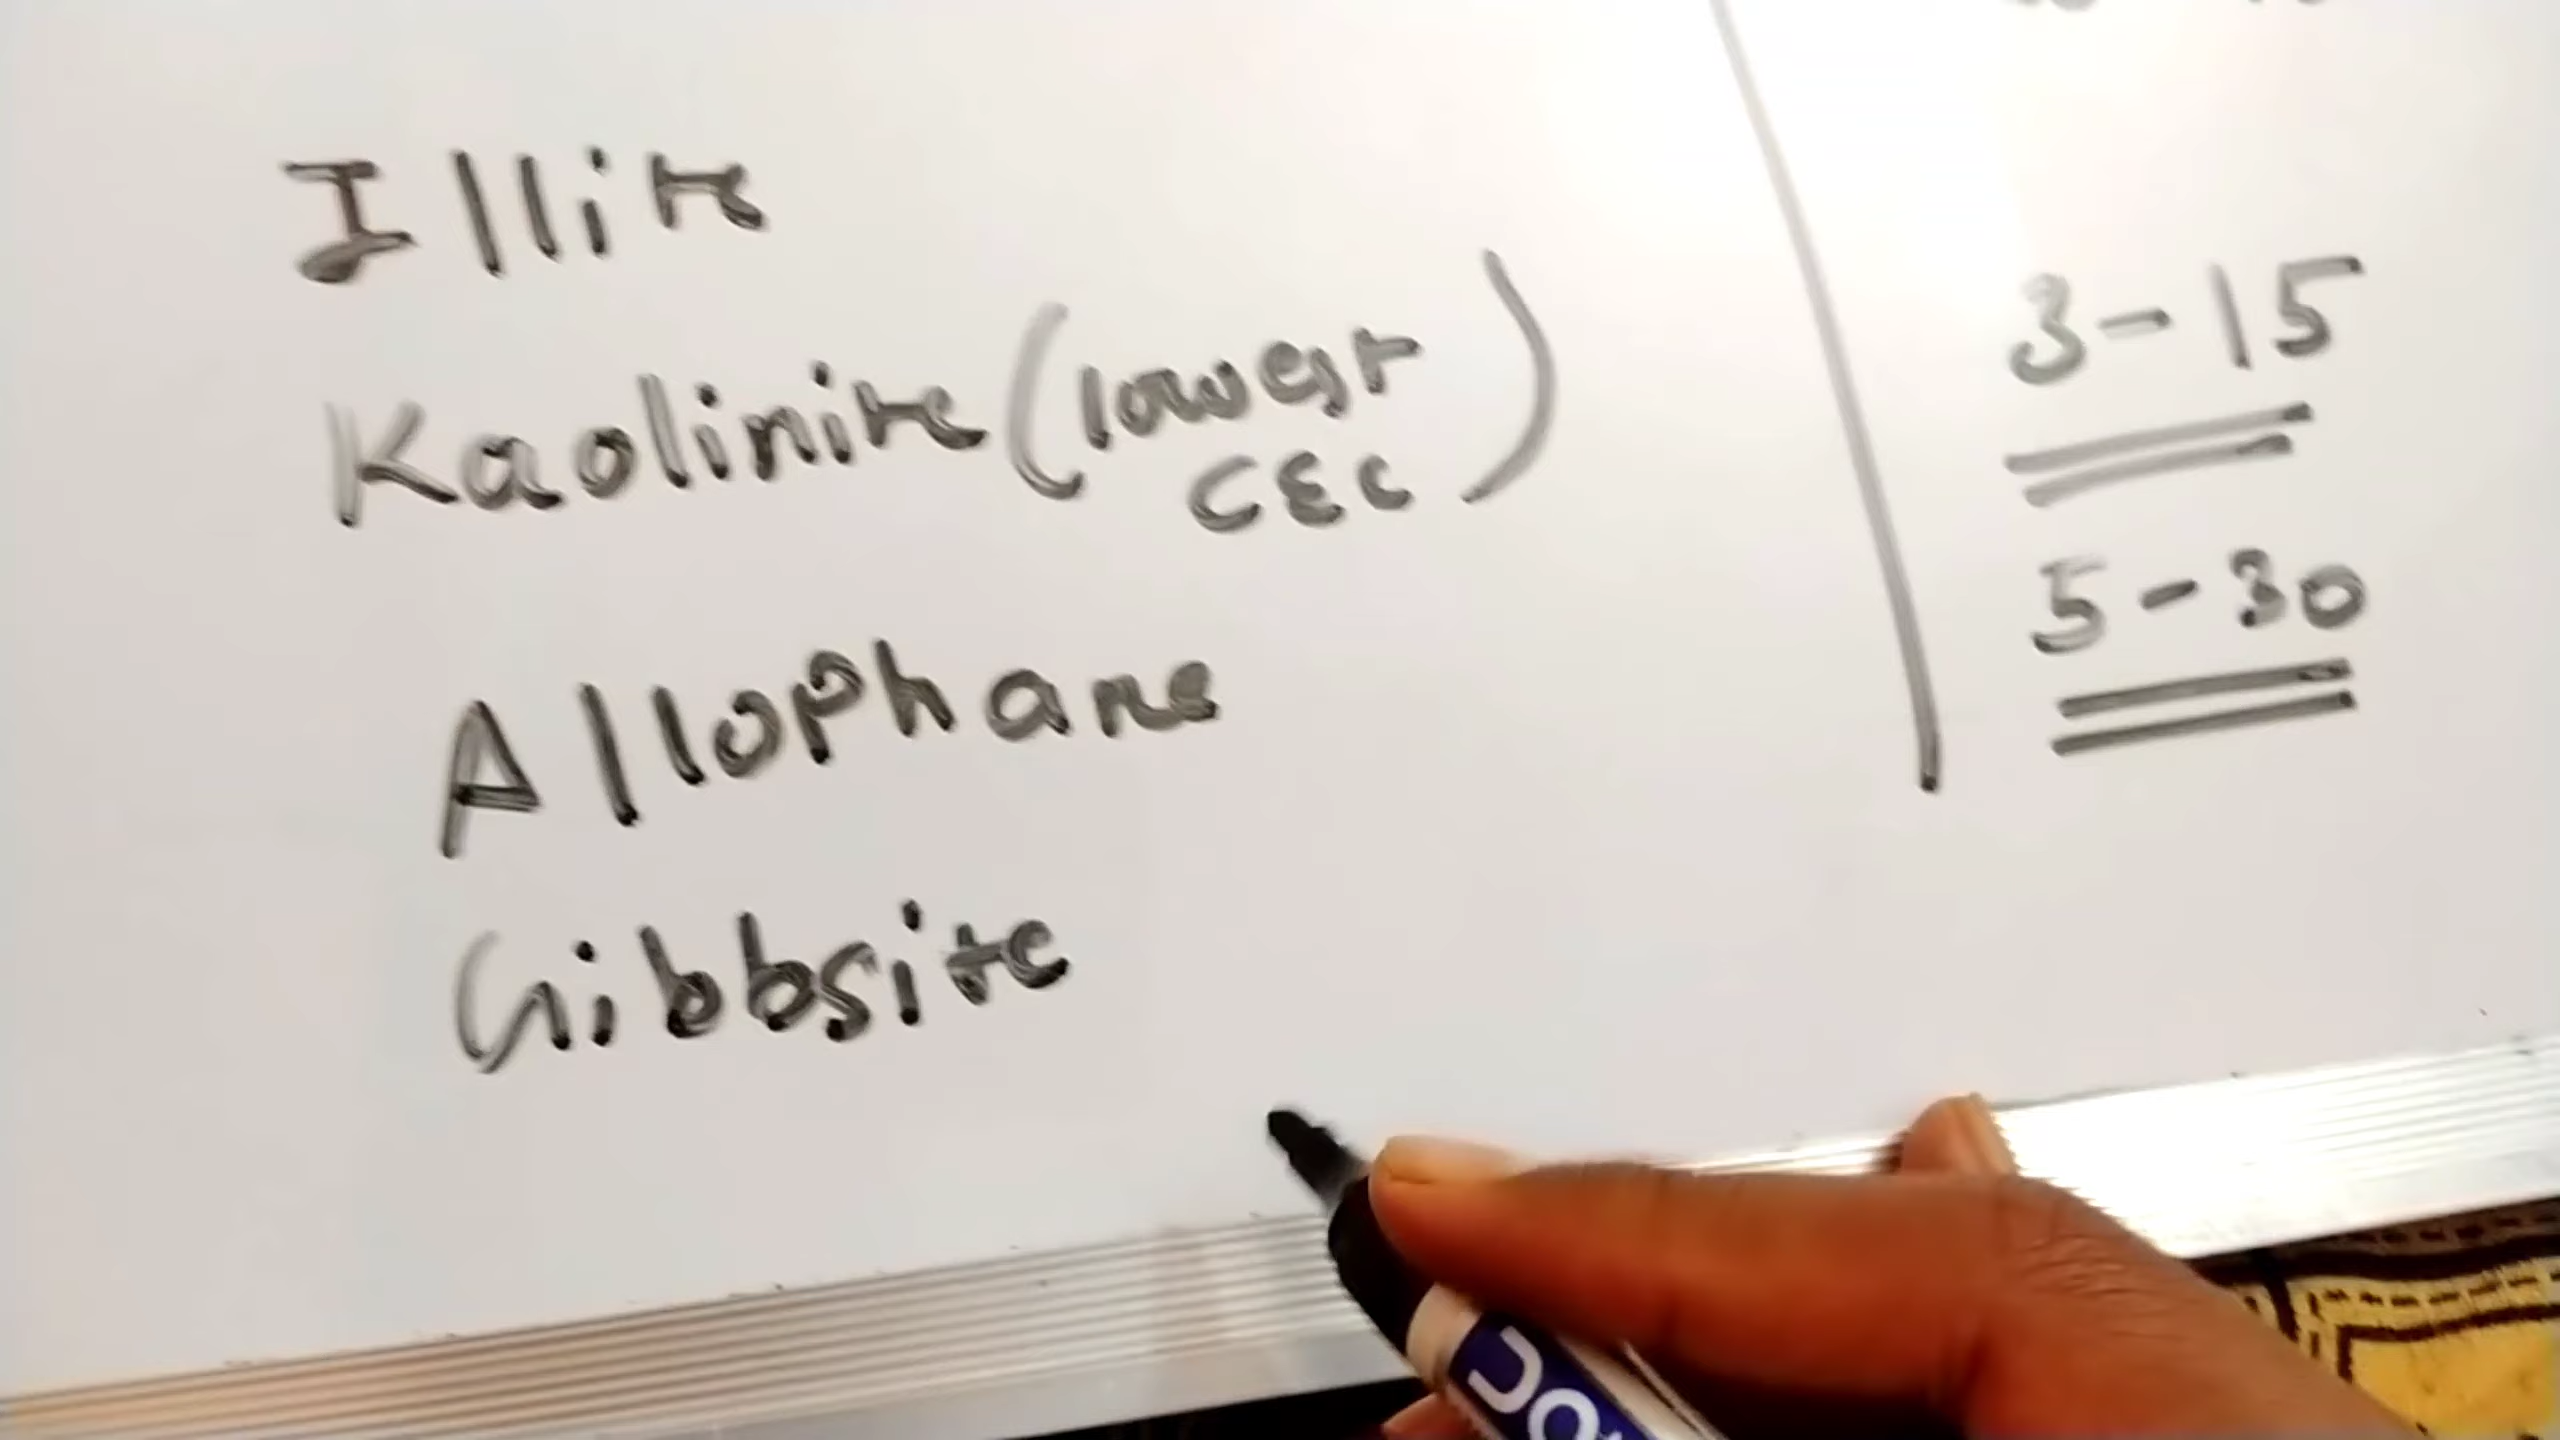 Illite
Kaolinite (lowest
CEC)
3-15
Allophane
5-30
Gibbsite